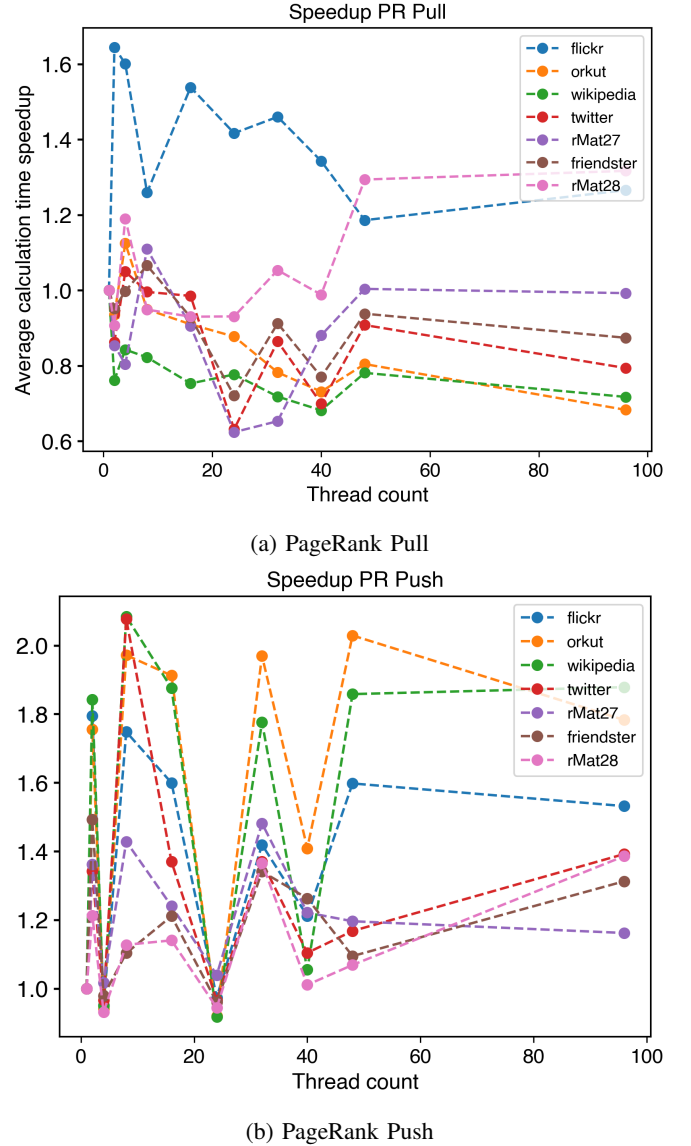 Speedup PR Pull
flickr
orkut
wikipedia
twitter
rMat27
friendster
rMat28
1.6
1.4
1.2
1.0
0.8
0.6
Average calculation time speedup
0 20 40 60 80 100
Thread count
(a) PageRank Pull
Speedup PR Push
flickr
orkut
wikipedia
twitter
rMat27
friendster
rMat28
2.0
1.8
1.6
1.4
1.2
1.0
0 20 40 60 80 100
Thread count
(b) PageRank Push